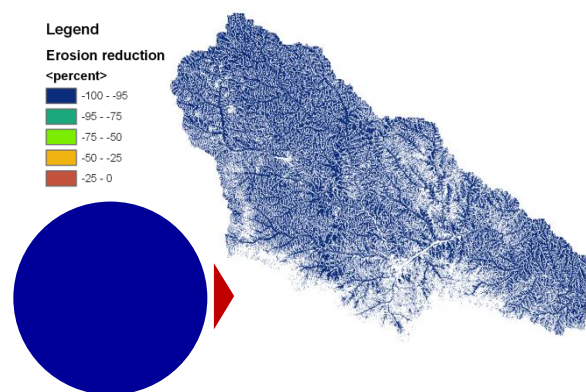 Legend
Erosion reduction
<percent>
-100 - -95
-95 - -75
-75 - -50
-50 - -25
-25 - 0